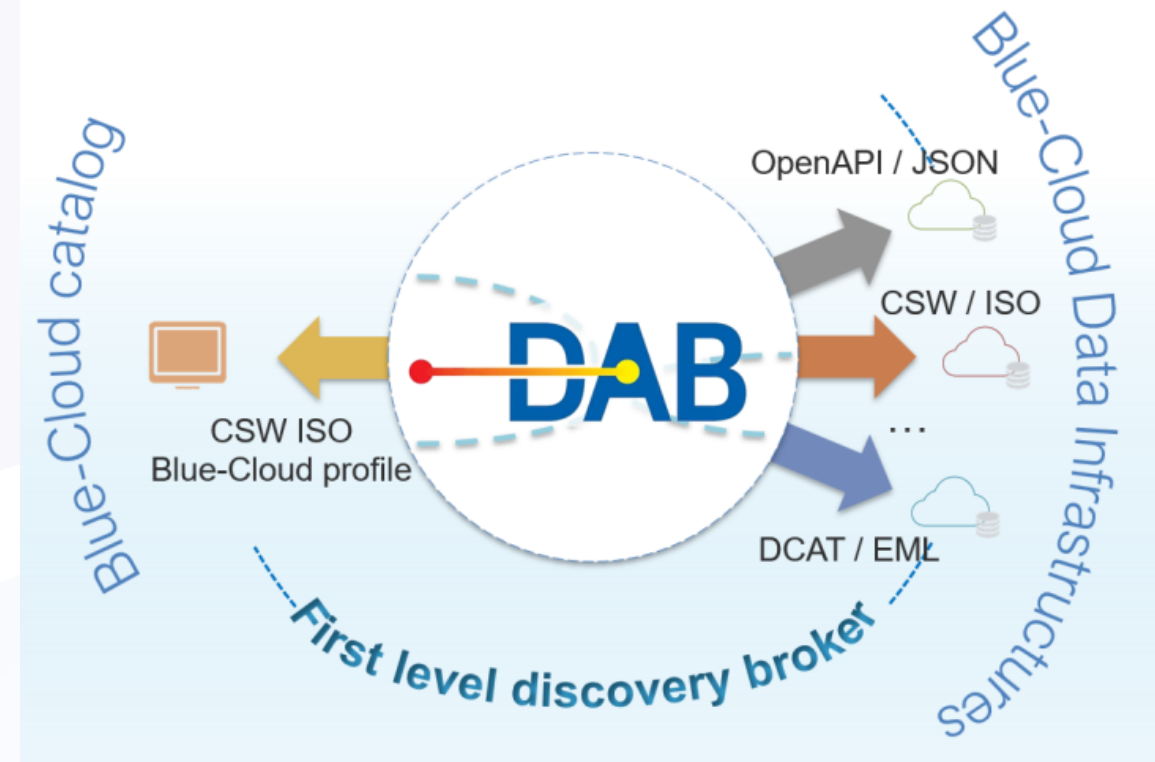 Blue-Cloud catalog
CSW ISO
Blue-Cloud profile
DAB
First level discovery broker
OpenAPI / JSON
CSW / ISO
...
DCAT / EML
Blue-Cloud Data Infrastructures